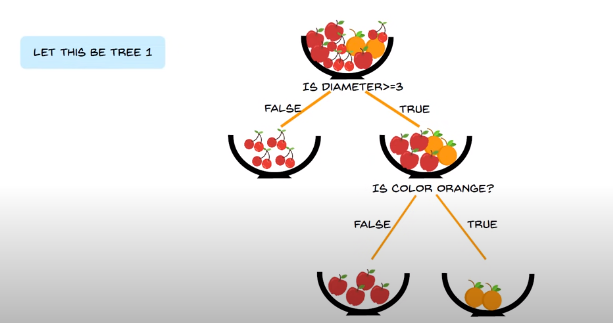 LET THIS BE TREE 1
IS DIAMETER>=3
FALSE
TRUE
IS COLOR ORANGE?
FALSE
TRUE